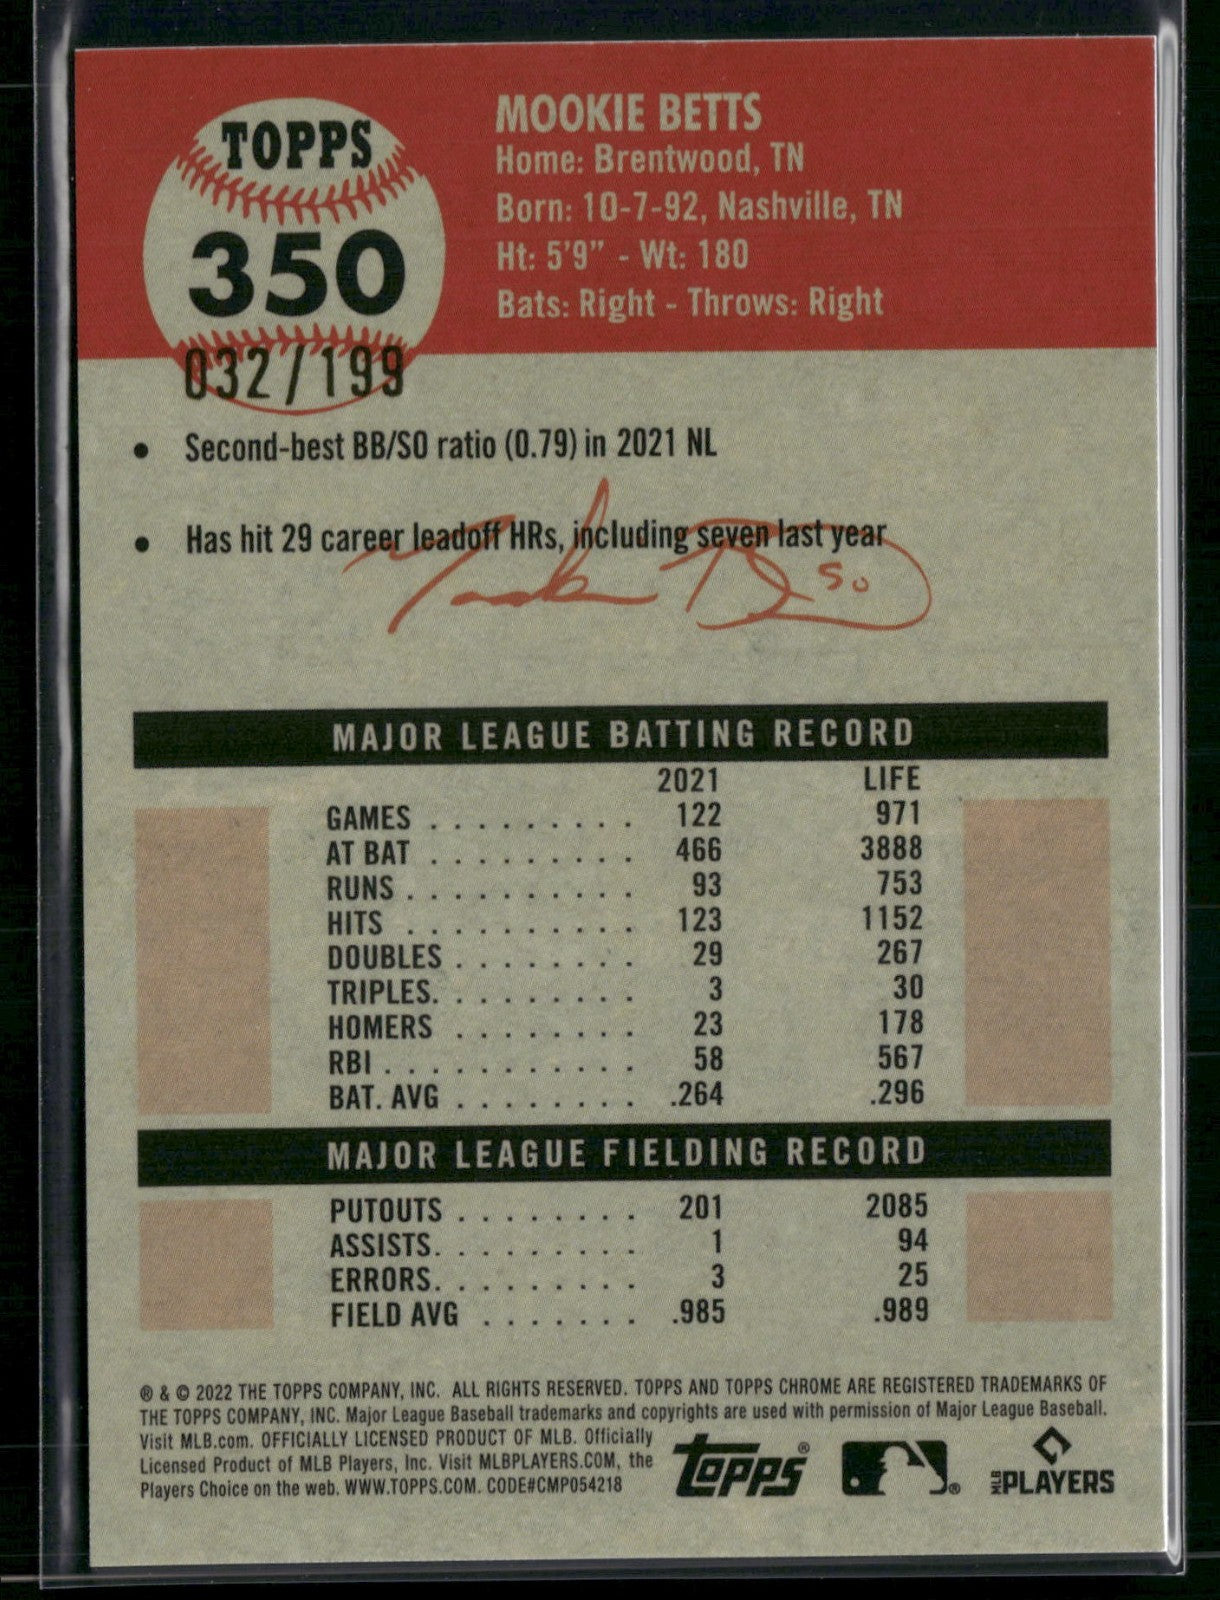 TOPPS
350
032/199
MOOKIE BETTS
Home: Brentwood, TN
Born: 10-7-92, Nashville, TN
Ht: 5'9" - Wt: 180
Bats: Right - Throws: Right
• Second-best BB/SO ratio (0.79) in 2021 NL
• Has hit 29 career leadoff HRs, including seven last year
50
MAJOR LEAGUE BATTING RECORD
2021 LIFE
GAMES . . . . . . . . . 122 971
AT BAT . . . . . . . . . 466 3888
RUNS . . . . . . . . . . 93 753
HITS . . . . . . . . . . 123 1152
DOUBLES . . . . . . . . 29 267
TRIPLES. . . . . . . . . 3 30
HOMERS . . . . . . . . 23 178
RBI . . . . . . . . . . . 58 567
BAT. AVG . . . . . . . . .264 .296
MAJOR LEAGUE FIELDING RECORD
PUTOUTS . . . . . . . . 201 2085
ASSISTS. . . . . . . . . 1 94
ERRORS. . . . . . . . . 3 25
FIELD AVG . . . . . . . .985 .989
® & © 2022 THE TOPPS COMPANY, INC. ALL RIGHTS RESERVED. TOPPS AND TOPPS CHROME ARE REGISTERED TRADEMARKS OF
THE TOPPS COMPANY, INC. Major League Baseball trademarks and copyrights are used with permission of Major League Baseball.
Visit MLB.com. OFFICIALLY LICENSED PRODUCT OF MLB. Officially
Licensed Product of MLB Players, Inc. Visit MLBPLAYERS.COM, the
Players Choice on the web. WWW.TOPPS.COM. CODE#CMP054218
topps®
®
MLB PLAYERS